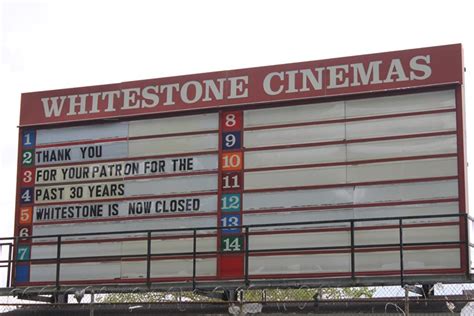 WHITESTONE CINEMAS
1
2 THANK YOU
3 FOR YOUR PATRON FOR THE
4 PAST 30 YEARS
5 WHITESTONE IS NOW CLOSED
6
7
8
9
10
11
12
13
14